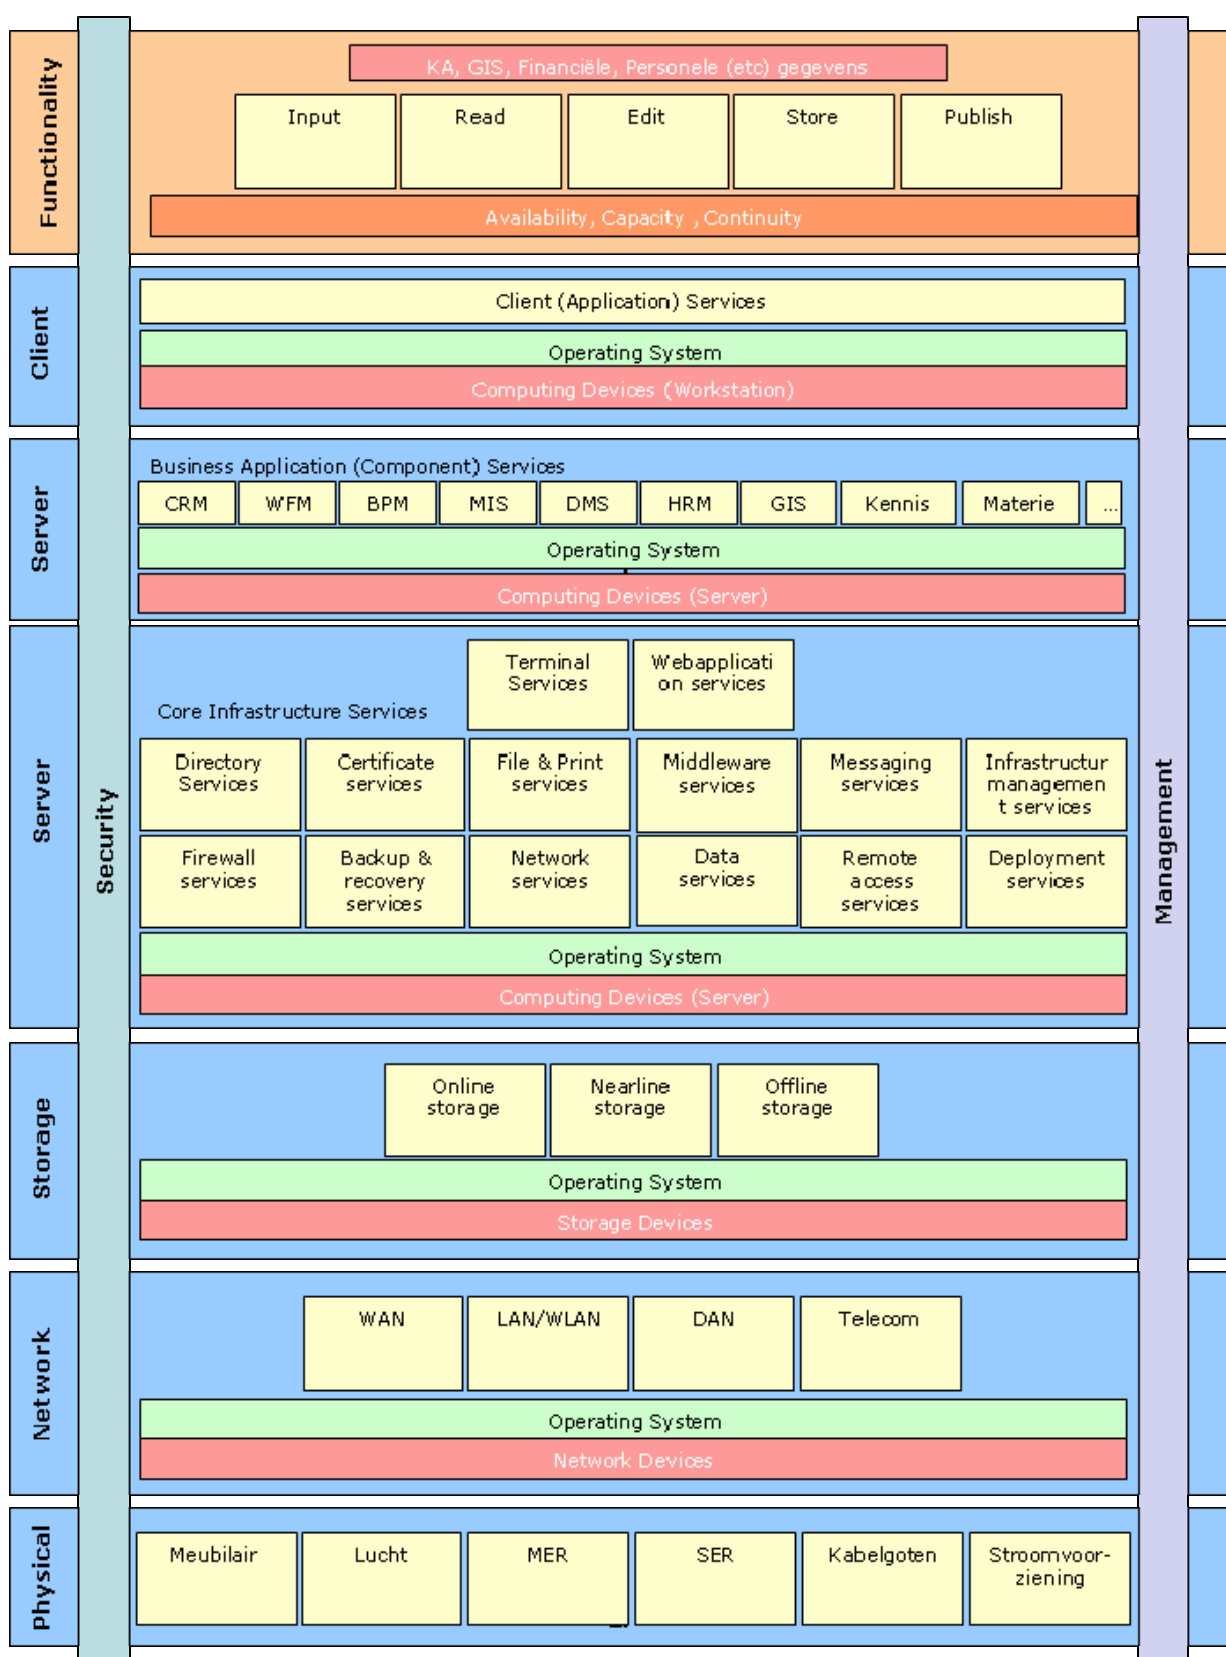 Functionality
KA, GIS, Financiële, Personele (etc) gegevens
Input
Read
Edit
Store
Publish
Availability, Capacity , Continuity
Client
Client (Application) Services
Operating System
Computing Devices (Workstation)
Server
Business Application (Component) Services
CRM
WFM
BPM
MIS
DMS
HRM
GIS
Kennis
Materie
...
Operating System
Computing Devices (Server)
Server
Terminal
Services
Webapplicati
on services
Core Infrastructure Services
Directory
Services
Certificate
services
File & Print
services
Middleware
services
Messaging
services
Infrastructur
managemen
t services
Firewall
services
Backup &
recovery
services
Network
services
Data
services
Remote
access
services
Deployment
services
Operating System
Computing Devices (Server)
Security
Management
Storage
Online
storage
Nearline
storage
Offline
storage
Operating System
Storage Devices
Network
WAN
LAN/WLAN
DAN
Telecom
Operating System
Network Devices
Physical
Meubilair
Lucht
MER
SER
Kabelgoten
Stroomvoor-
ziening